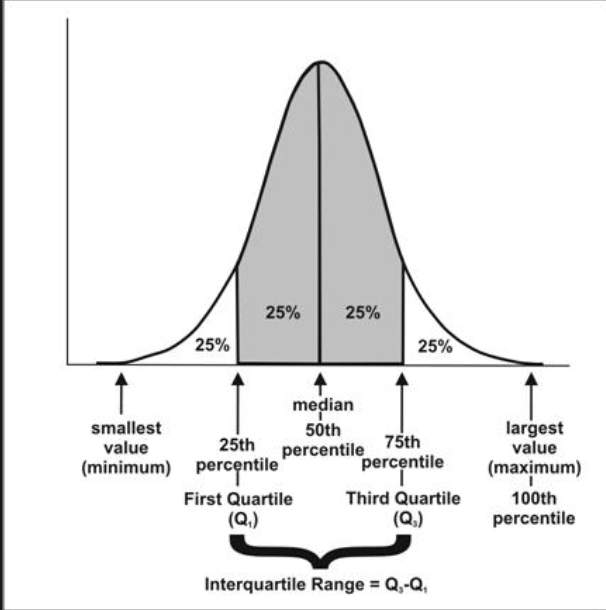 25%
25%
25%
25%
smallest
value
(minimum)
25th
percentile
First Quartile
(Q₁)
median
50th
percentile
75th
percentile
Third Quartile
(Q₃)
largest
value
(maximum)
100th
percentile
Interquartile Range = Q₃-Q₁